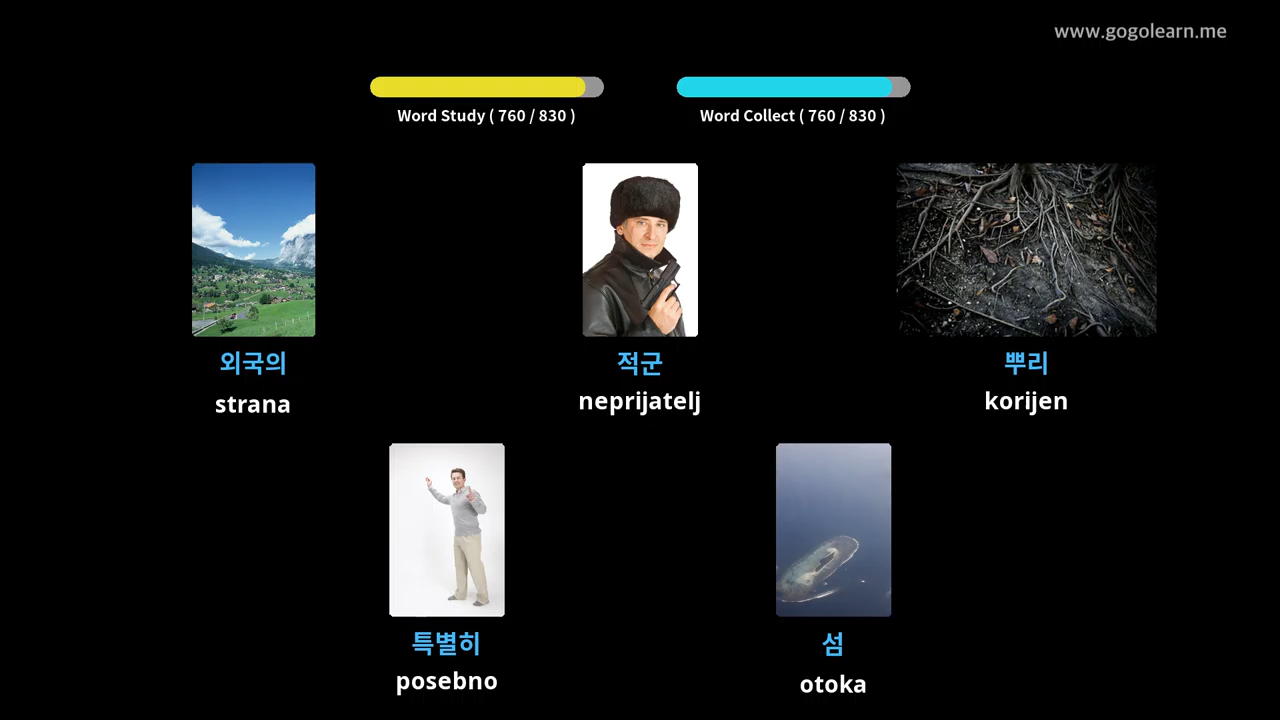 www.gogolearn.me
Word Study ( 760 / 830 )
Word Collect ( 760 / 830 )
외국의
strana
적군
neprijatelj
뿌리
korijen
특별히
posebno
섬
otoka